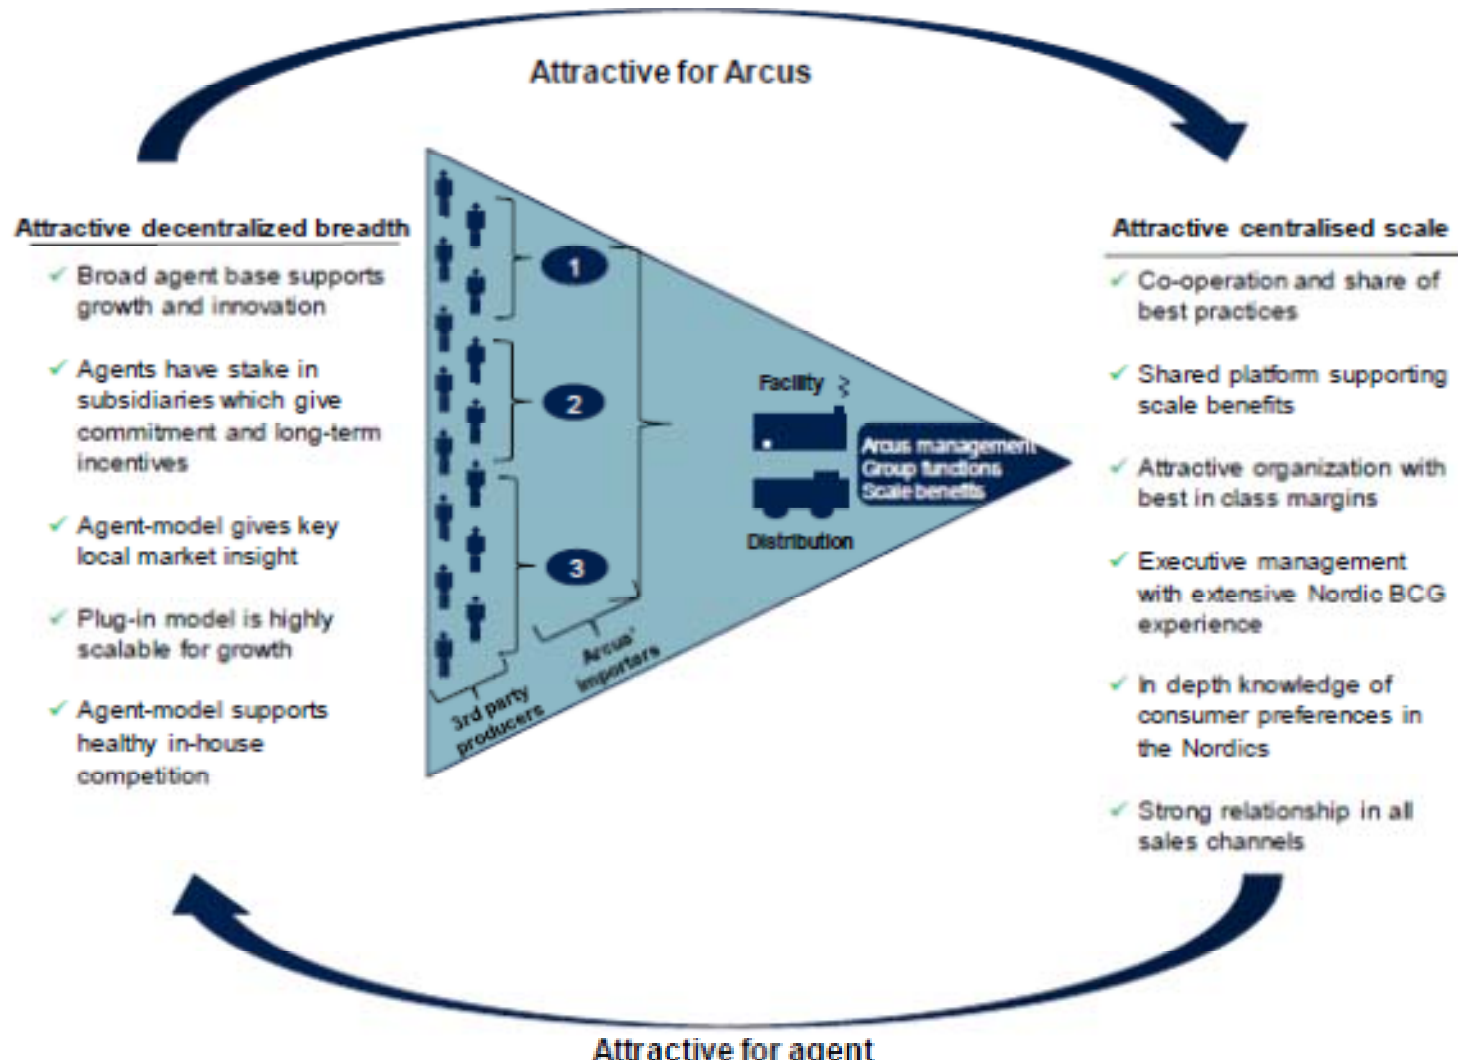 Attractive for Arcus
Attractive decentralized breadth
✓ Broad agent base supports
growth and innovation
✓ Agents have stake in
subsidiaries which give
commitment and long-term
incentives
✓ Agent-model gives key
local market insight
✓ Plug-in model is highly
scalable for growth
✓ Agent-model supports
healthy in-house
competition
1
2
3
3rd party
producers
Arcus'
importers
Facility
Distribution
Arcus management
Group functions
Scale benefits
Attractive centralised scale
✓ Co-operation and share of
best practices
✓ Shared platform supporting
scale benefits
✓ Attractive organization with
best in class margins
✓ Executive management
with extensive Nordic BCG
experience
✓ In depth knowledge of
consumer preferences in
the Nordics
✓ Strong relationship in all
sales channels
Attractive for agent